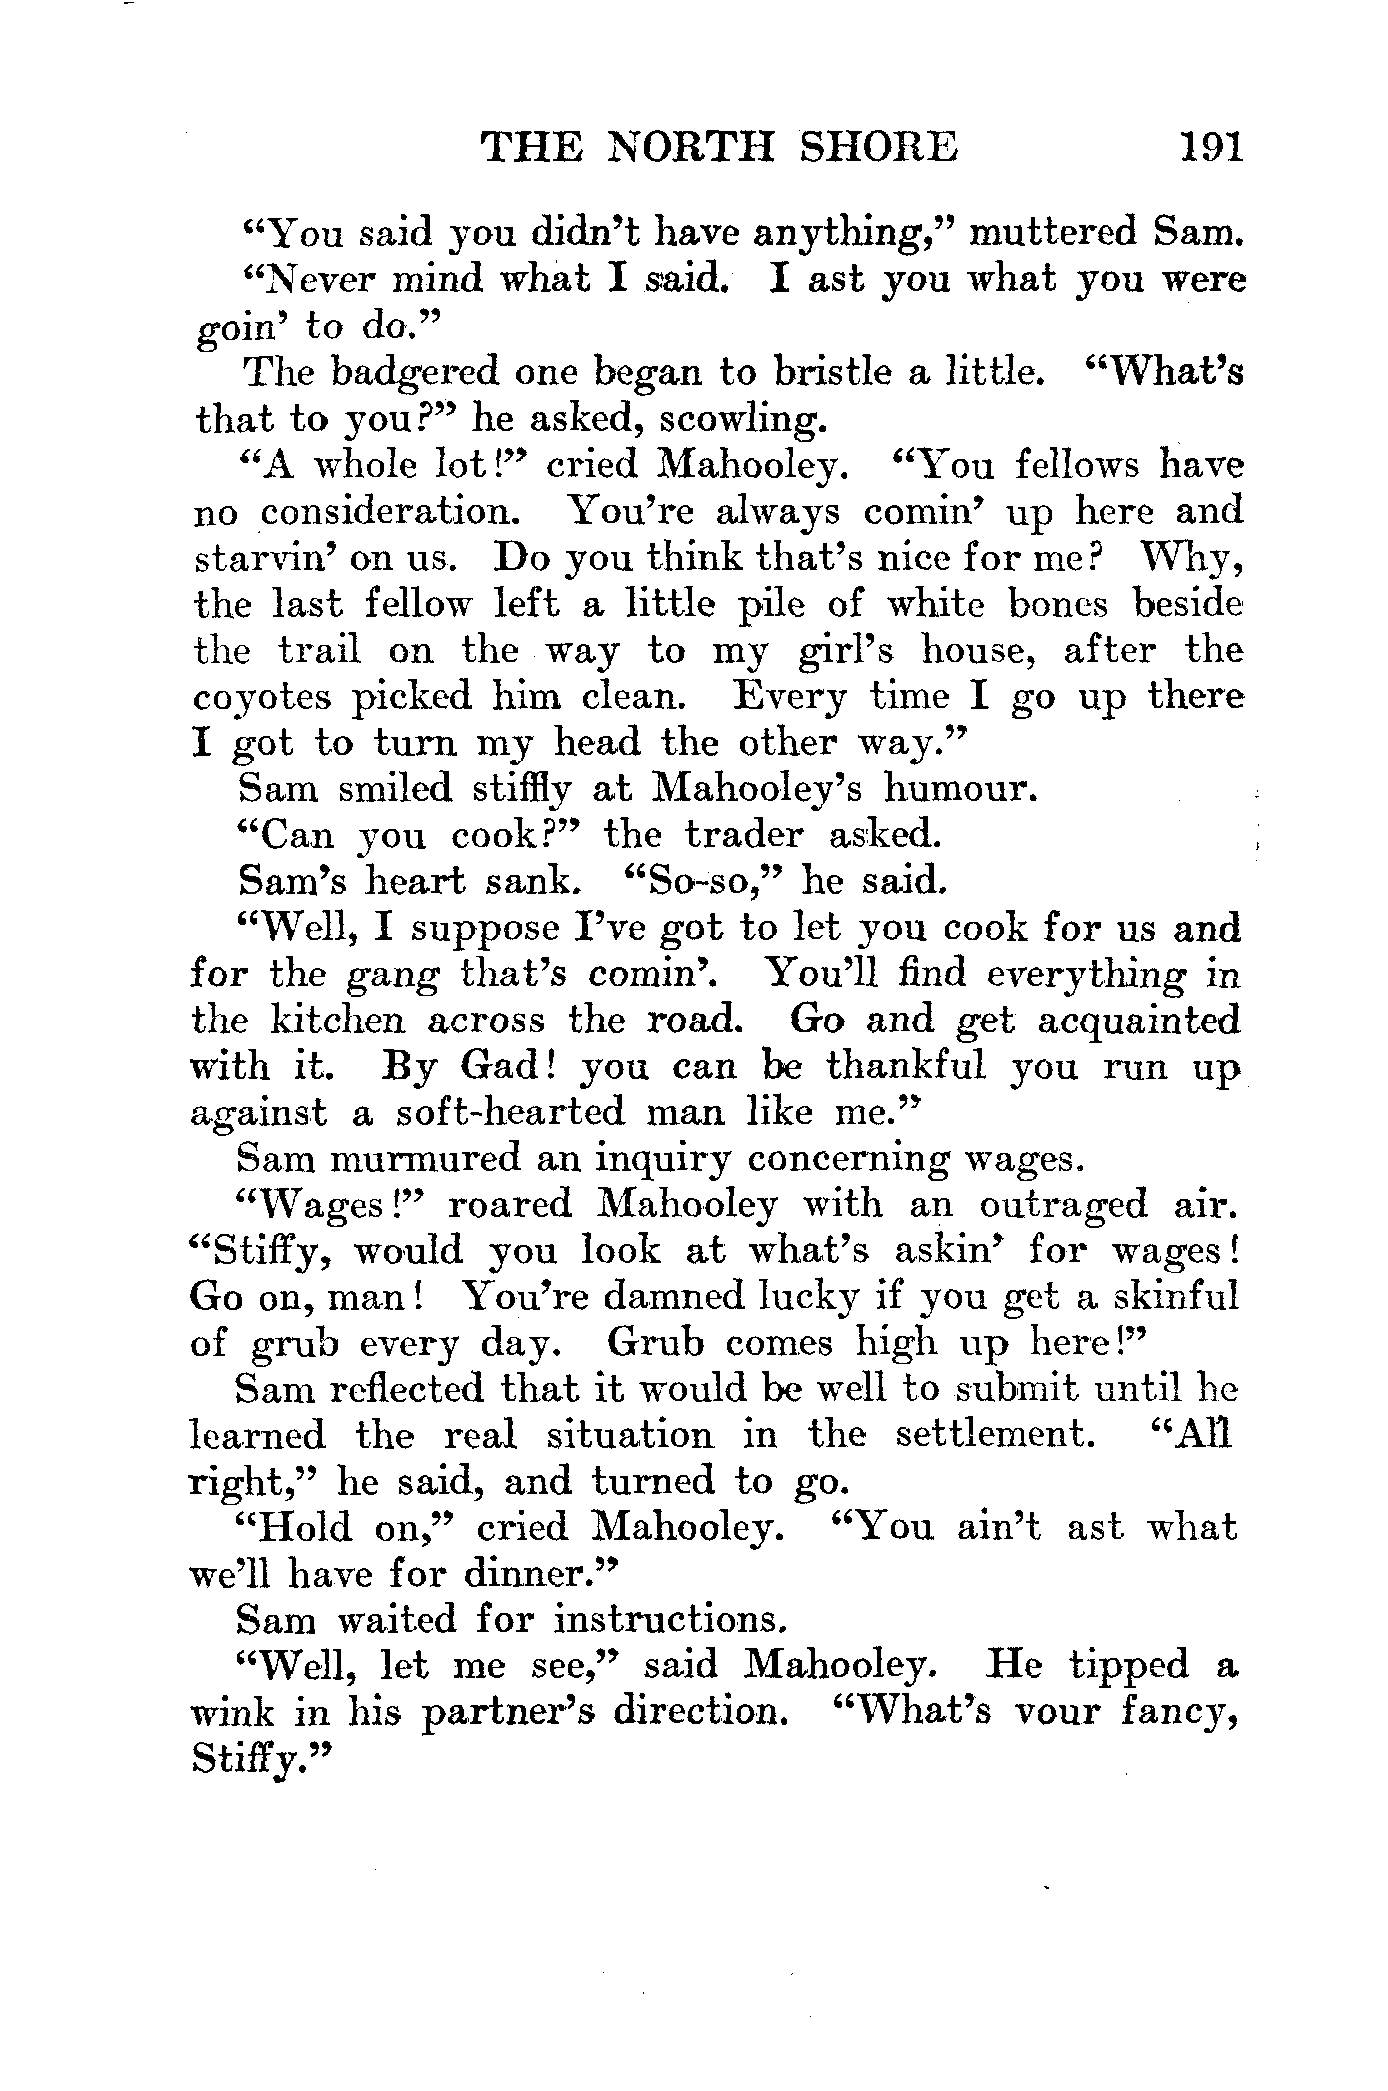 THE NORTH SHORE 191
“You said you didn’t have anything,” muttered Sam.
“Never mind what I said. I ast you what you were
goin’ to do.”
The badgered one began to bristle a little. “What’s
that to you?” he asked, scowling.
“A whole lot!” cried Mahooley. “You fellows have
no consideration. You’re always comin’ up here and
starvin’ on us. Do you think that’s nice for me? Why,
the last fellow left a little pile of white bones beside
the trail on the way to my girl’s house, after the
coyotes picked him clean. Every time I go up there
I got to turn my head the other way.”
Sam smiled stiffly at Mahooley’s humour.
“Can you cook?” the trader asked.
Sam’s heart sank. “So-so,” he said.
“Well, I suppose I’ve got to let you cook for us and
for the gang that’s comin’. You’ll find everything in
the kitchen across the road. Go and get acquainted
with it. By Gad! you can be thankful you run up
against a soft-hearted man like me.”
Sam murmured an inquiry concerning wages.
“Wages!” roared Mahooley with an outraged air.
“Stiffy, would you look at what’s askin’ for wages!
Go on, man! You’re damned lucky if you get a skinful
of grub every day. Grub comes high up here!”
Sam reflected that it would be well to submit until he
learned the real situation in the settlement. “All
right,” he said, and turned to go.
“Hold on,” cried Mahooley. “You ain’t ast what
we’ll have for dinner.”
Sam waited for instructions.
“Well, let me see,” said Mahooley. He tipped a
wink in his partner’s direction. “What’s vour fancy,
Stiffy.”